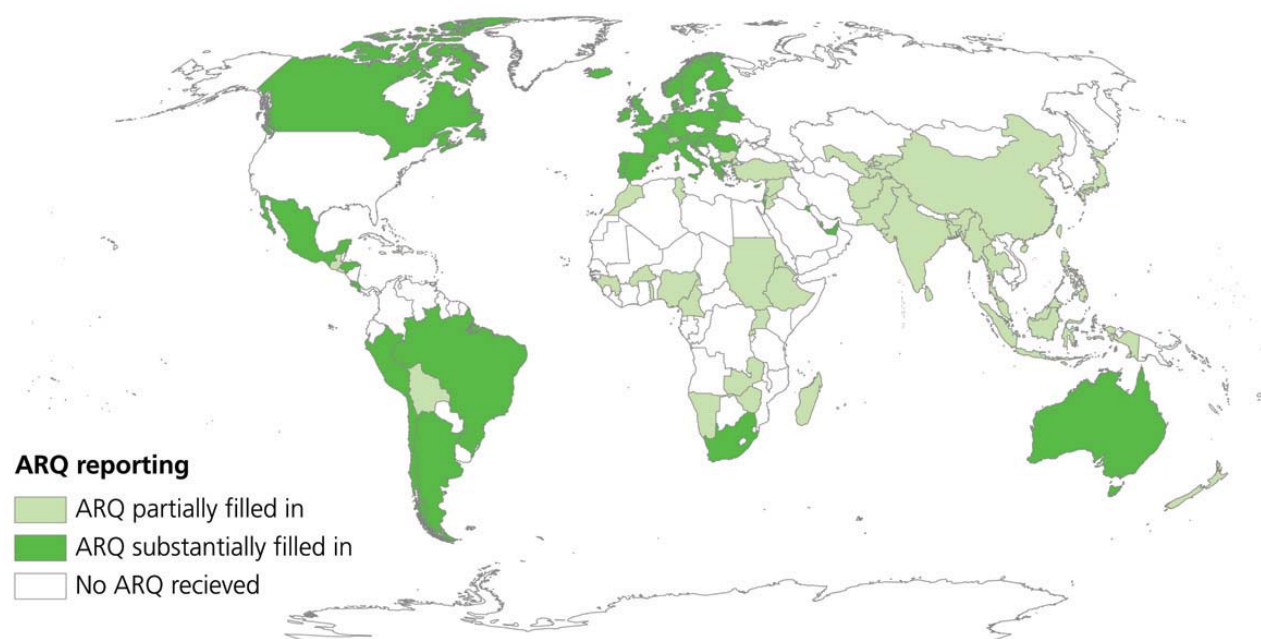 ARQ reporting
ARQ partially filled in
ARQ substantially filled in
No ARQ recieved